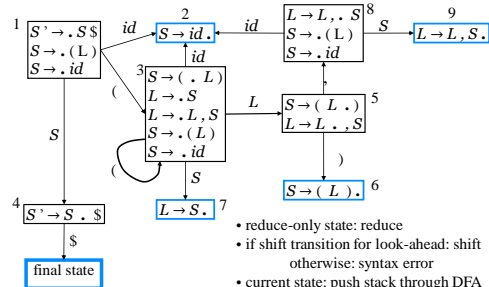 1
S'→. S $
S→.(L)
S→. id
id
2
S→id.
id
8
L→L,. S
S→.(L)
S→. id
S
9
L→L, S.
(
3
S→(. L)
L→. S
L→. L, S
S→.(L)
S→. id
(
L
,
S→(L.)
L→L., S
5
S
S
)
4
S'→S. $
7
L→S.
S→(L).
6
$
final state
• reduce-only state: reduce
• if shift transition for look-ahead: shift
otherwise: syntax error
• current state: push stack through DFA